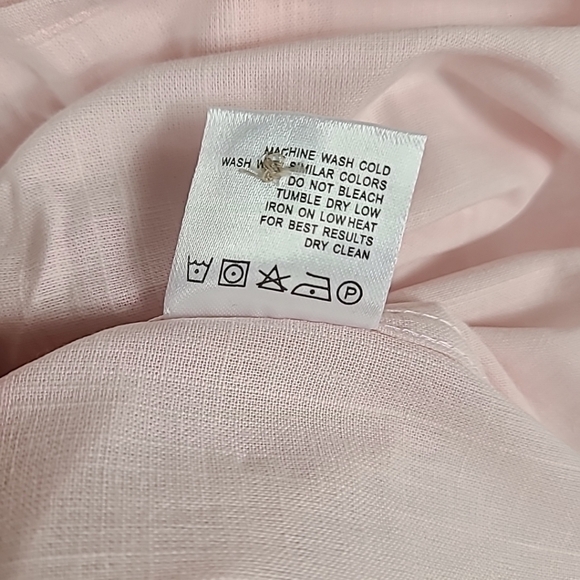 MACHINE WASH COLD
WASH SIMILAR COLORS
DO NOT BLEACH
TUMBLE DRY LOW
IRON ON LOW HEAT
FOR BEST RESULTS
DRY CLEAN
P